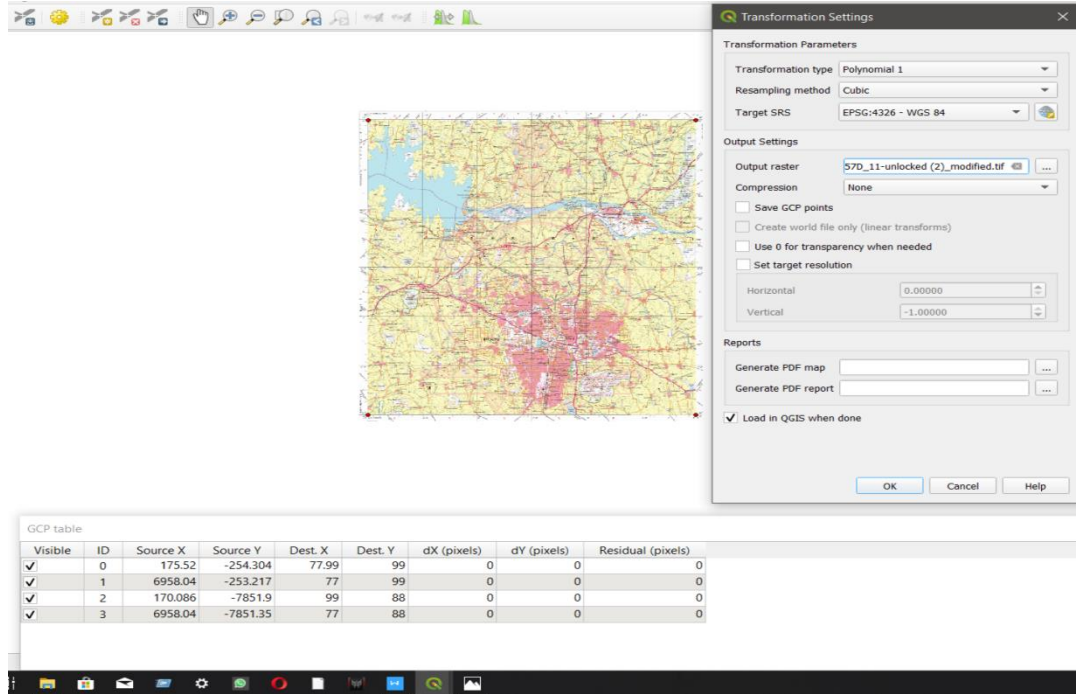 Transformation Settings
Transformation Parameters
Transformation type Polynomial 1
Resampling method Cubic
Target SRS EPSG:4326 - WGS 84
Output Settings
Output raster 57D_11-unlocked (2)_modified.tif ...
Compression None
Save GCP points
Create world file only (linear transforms)
Use 0 for transparency when needed
Set target resolution
Horizontal 0.00000
Vertical -1.00000
Reports
Generate PDF map ...
Generate PDF report ...
Load in QGIS when done
OK Cancel Help
GCP table
Visible ID Source X Source Y Dest. X Dest. Y dX (pixels) dY (pixels) Residual (pixels)
0 175.52 -254.304 77.99 99 0 0 0
1 6958.04 -253.217 77 99 0 0 0
2 170.086 -7851.9 99 88 0 0 0
3 6958.04 -7851.35 77 88 0 0 0